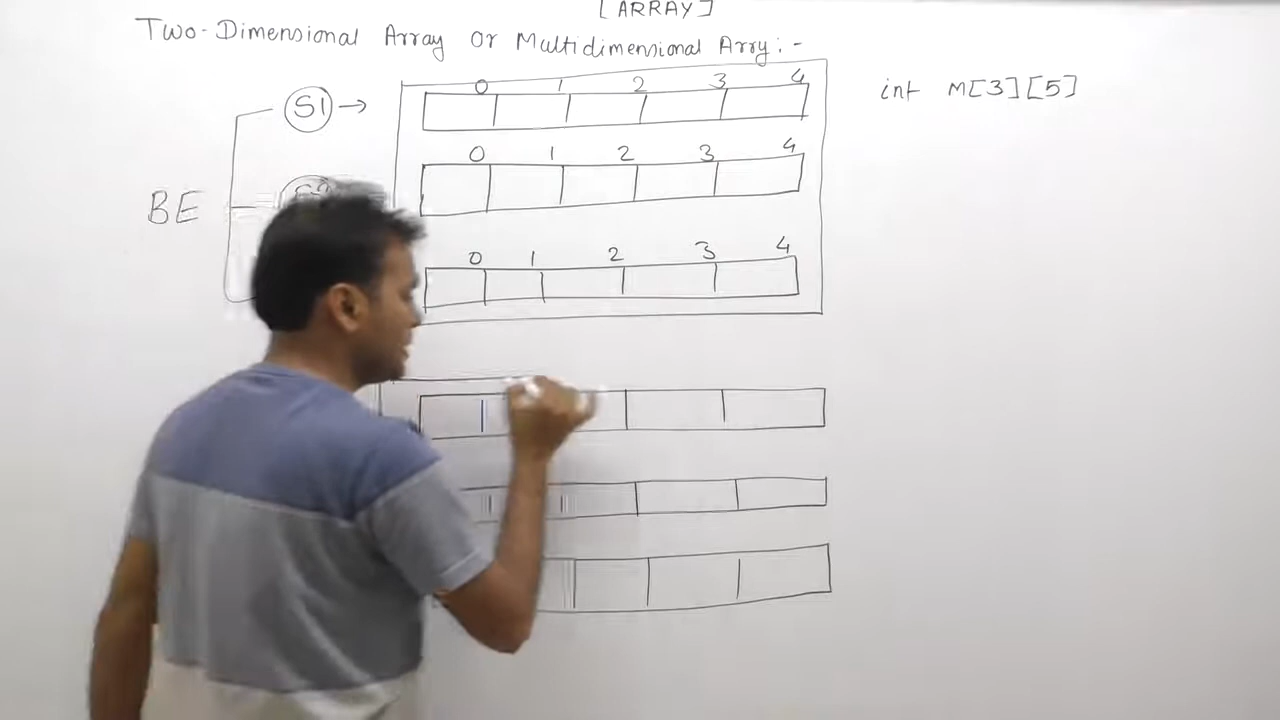 [ARRAY]
Two-Dimensional Array Or Multidimensional Arry:-
0 1 2 3 4
S1 → int M[3][5]
0 1 2 3 4
BE
0 1 2 3 4